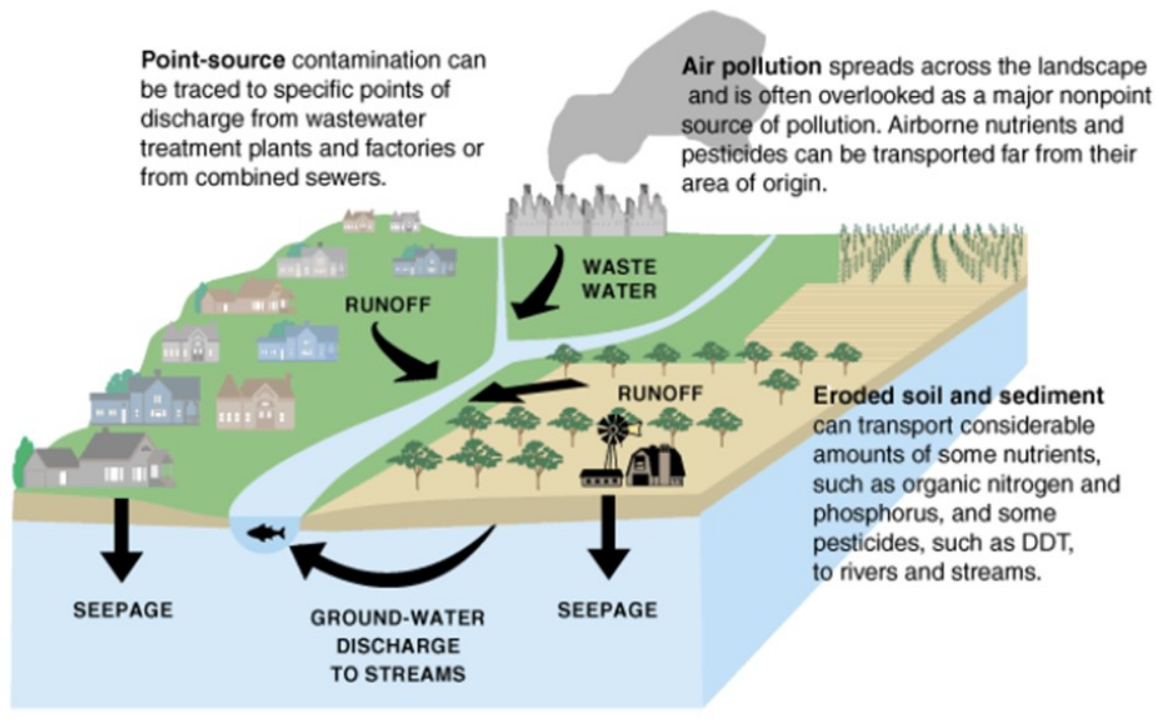 Point-source contamination can
be traced to specific points of
discharge from wastewater
treatment plants and factories or
from combined sewers.
Air pollution spreads across the landscape
and is often overlooked as a major nonpoint
source of pollution. Airborne nutrients and
pesticides can be transported far from their
area of origin.
WASTE
WATER
RUNOFF
RUNOFF
Eroded soil and sediment
can transport considerable
amounts of some nutrients,
such as organic nitrogen and
phosphorus, and some
pesticides, such as DDT,
to rivers and streams.
SEEPAGE
GROUND-WATER
DISCHARGE
TO STREAMS
SEEPAGE